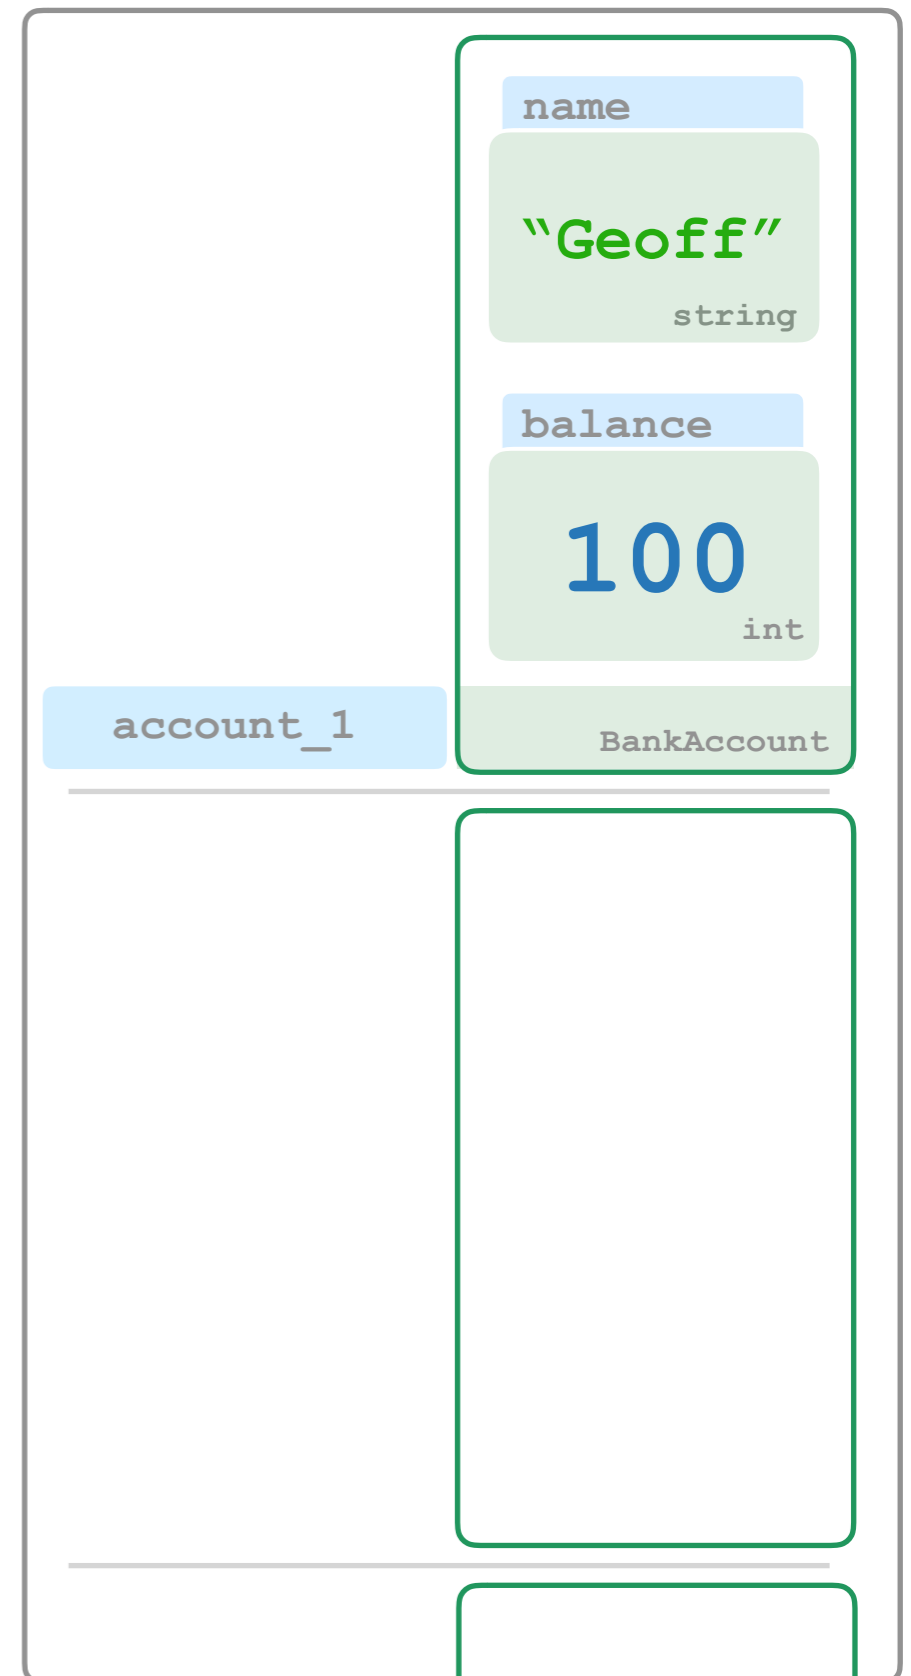 name
“Geoff”
string
balance
100
int
account_1
BankAccount